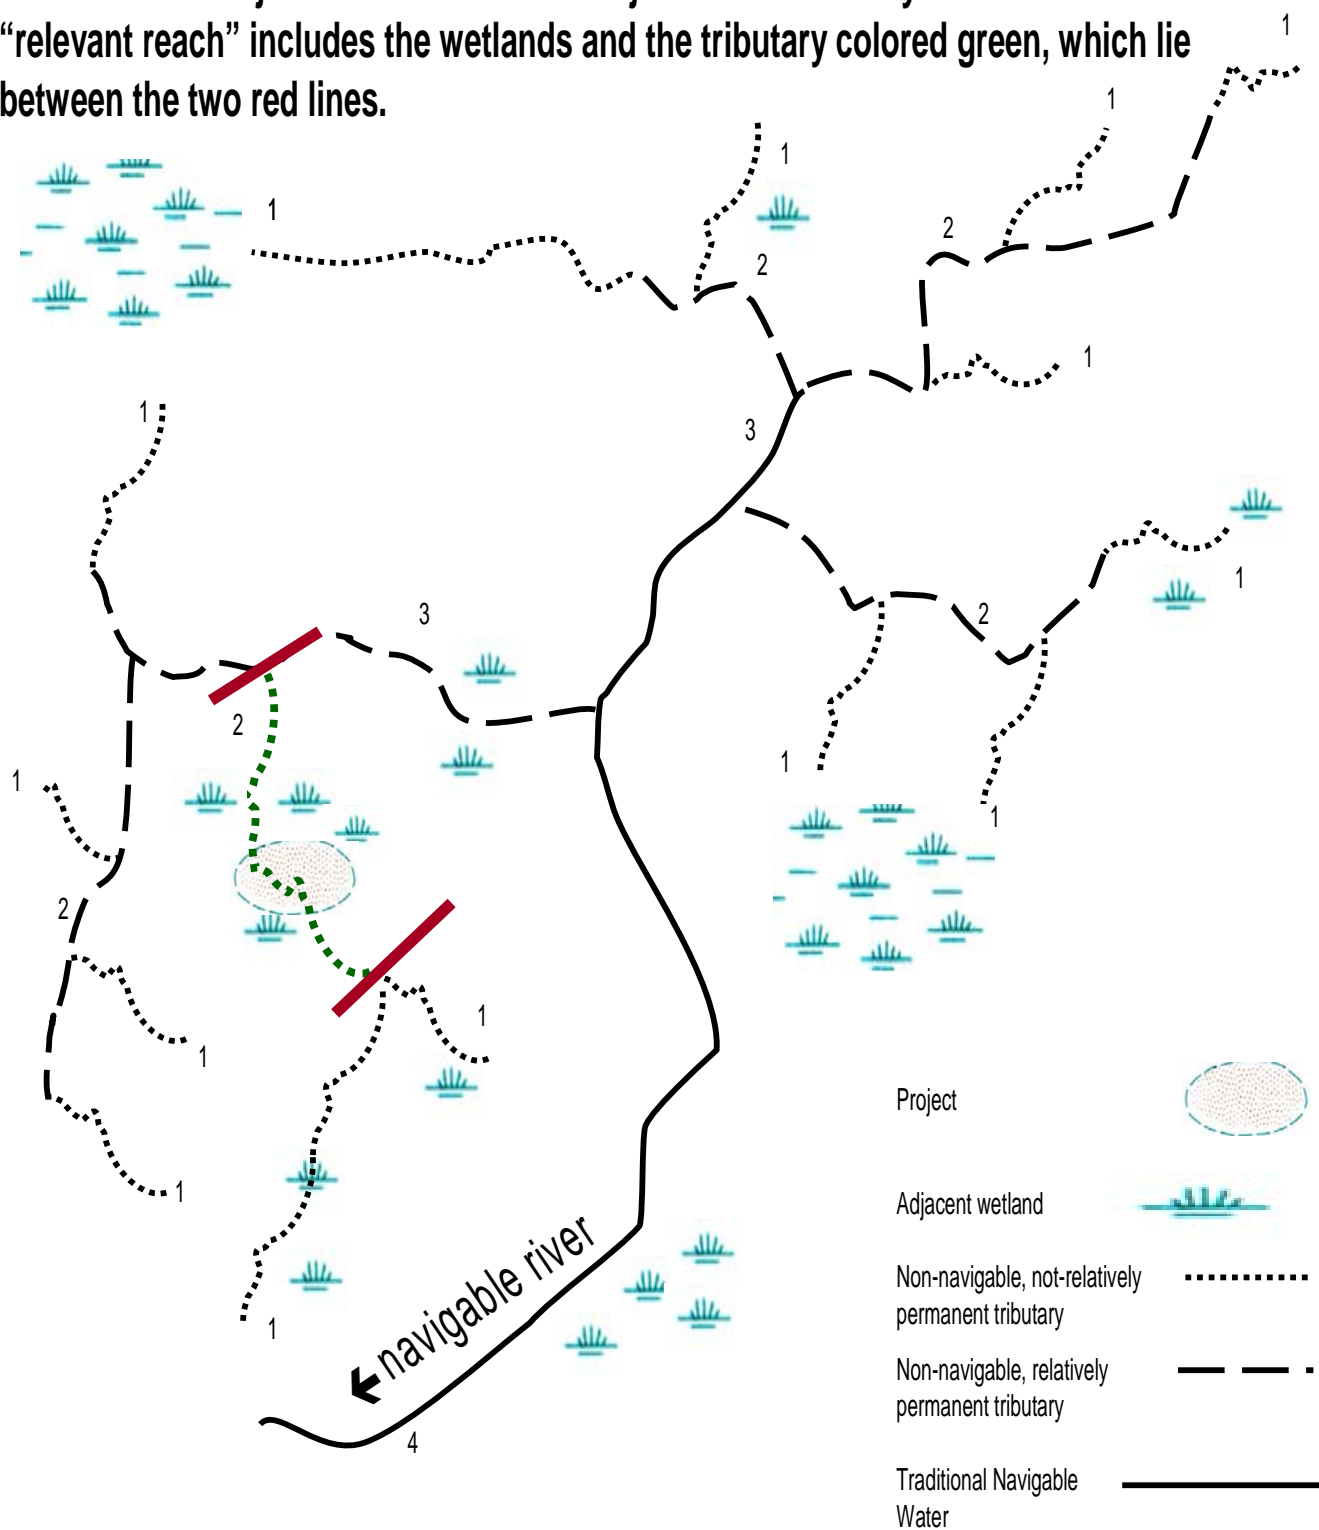 “relevant reach” includes the wetlands and the tributary colored green, which lie
between the two red lines.
1
1
1
1
2
2
1
1
3
1
3
2
2
1
1
1
2
1
1
1
1
1
navigable river
4
Project
Adjacent wetland
Non-navigable, not-relatively
permanent tributary
Non-navigable, relatively
permanent tributary
Traditional Navigable
Water